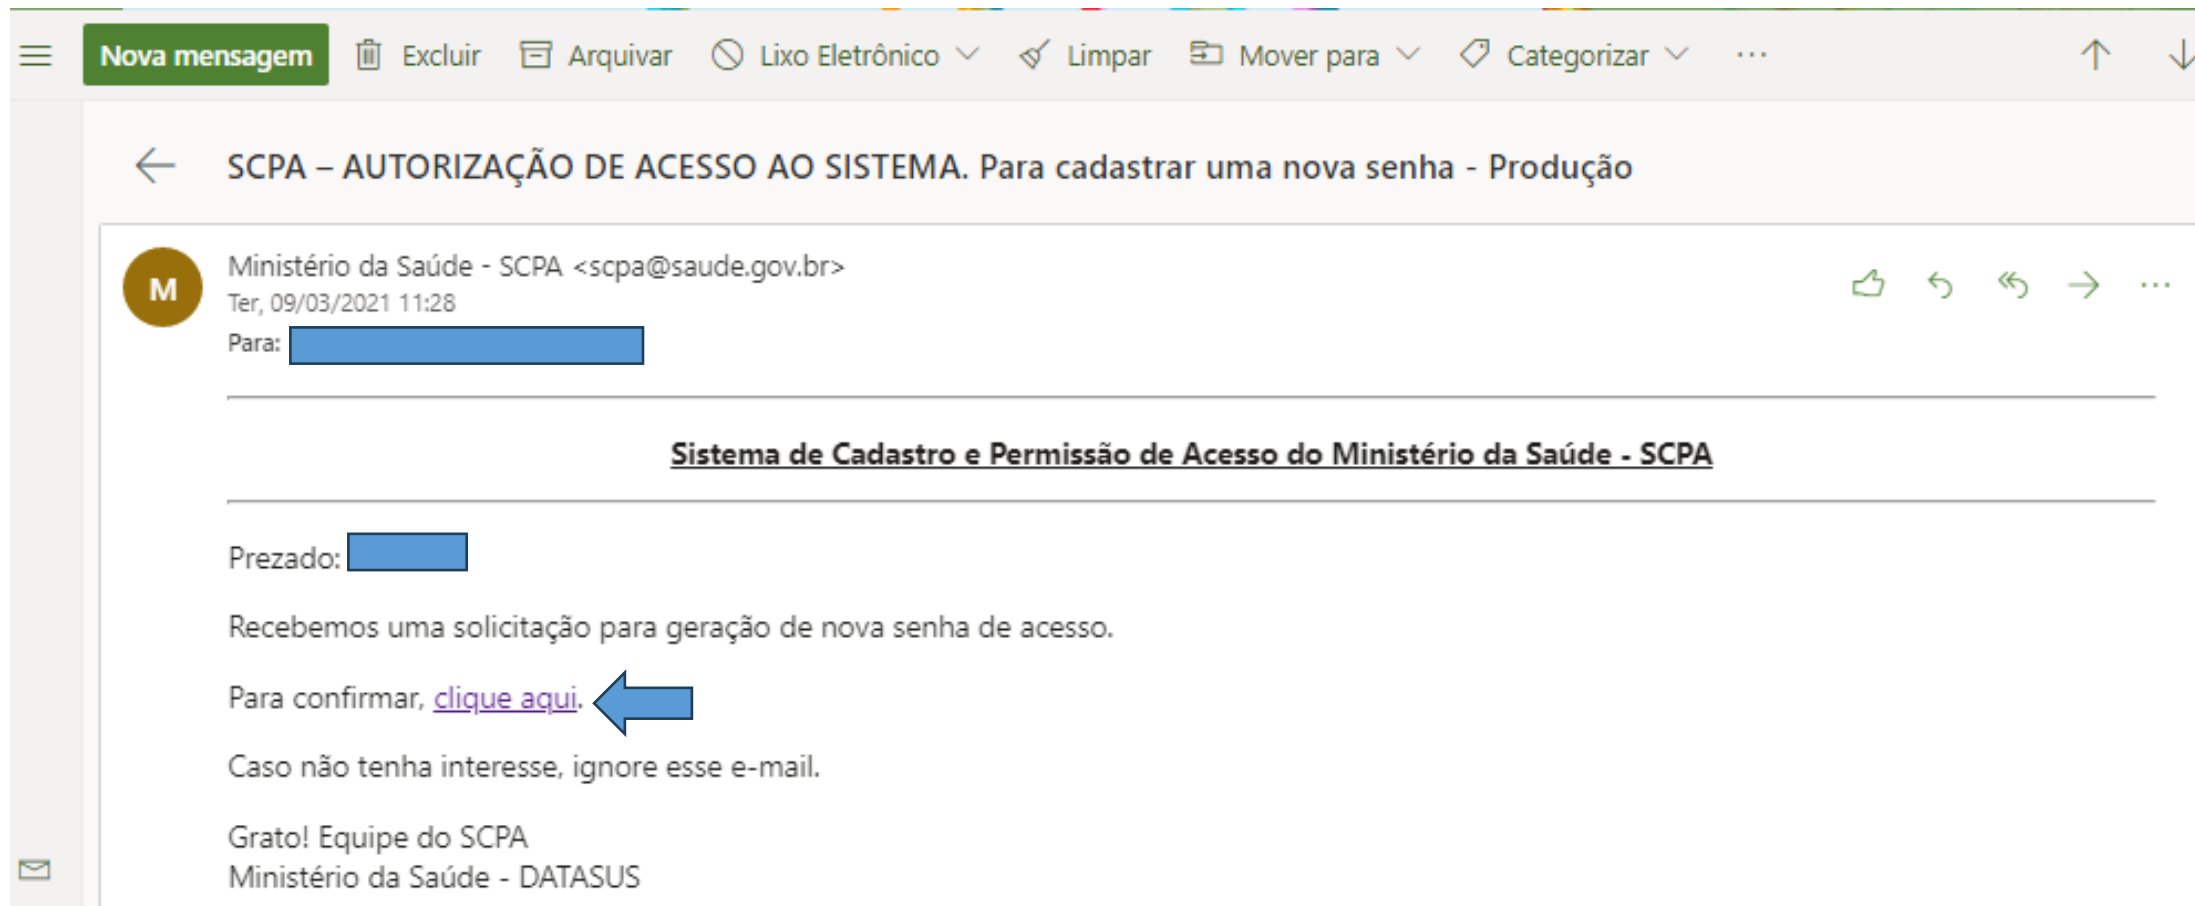 Nova mensagem Excluir Arquivar Lixo Eletrônico Limpar Mover para Categorizar ...
SCPA – AUTORIZAÇÃO DE ACESSO AO SISTEMA. Para cadastrar uma nova senha - Produção
M
Ministério da Saúde - SCPA <scpa@saude.gov.br>
Ter, 09/03/2021 11:28
Para:
Sistema de Cadastro e Permissão de Acesso do Ministério da Saúde - SCPA
Prezado:
Recebemos uma solicitação para geração de nova senha de acesso.
Para confirmar, clique aqui.
Caso não tenha interesse, ignore esse e-mail.
Grato! Equipe do SCPA
Ministério da Saúde - DATASUS